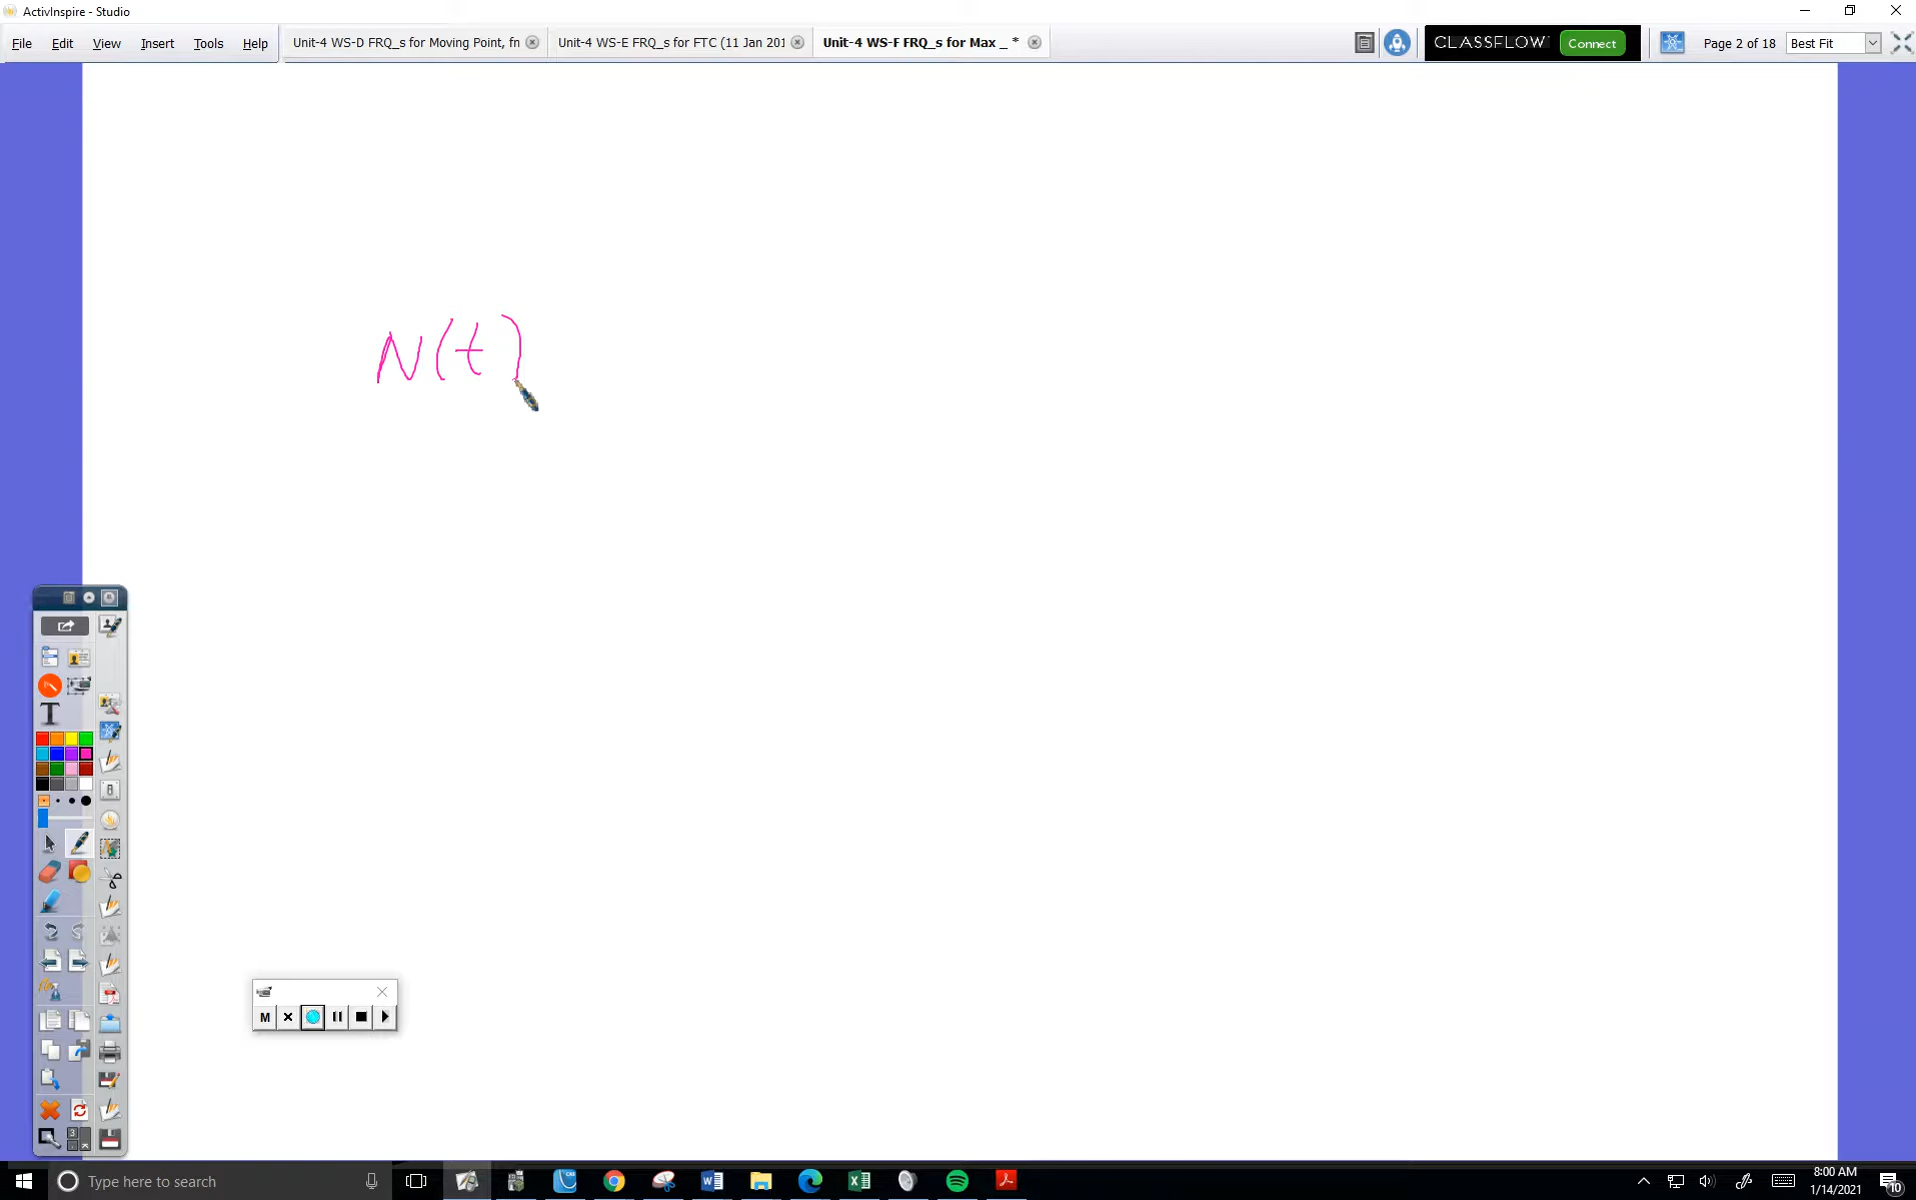 ActivInspire - Studio
File Edit View Insert Tools Help Unit-4 WS-D FRQ_s for Moving Point, fn Unit-4 WS-E FRQ_s for FTC (11 Jan 201 Unit-4 WS-F FRQ_s for Max _ * CLASSFLOW Connect Page 2 of 18 Best Fit
N(t)
T
M
3
Type here to search
8:00 AM
1/14/2021
10